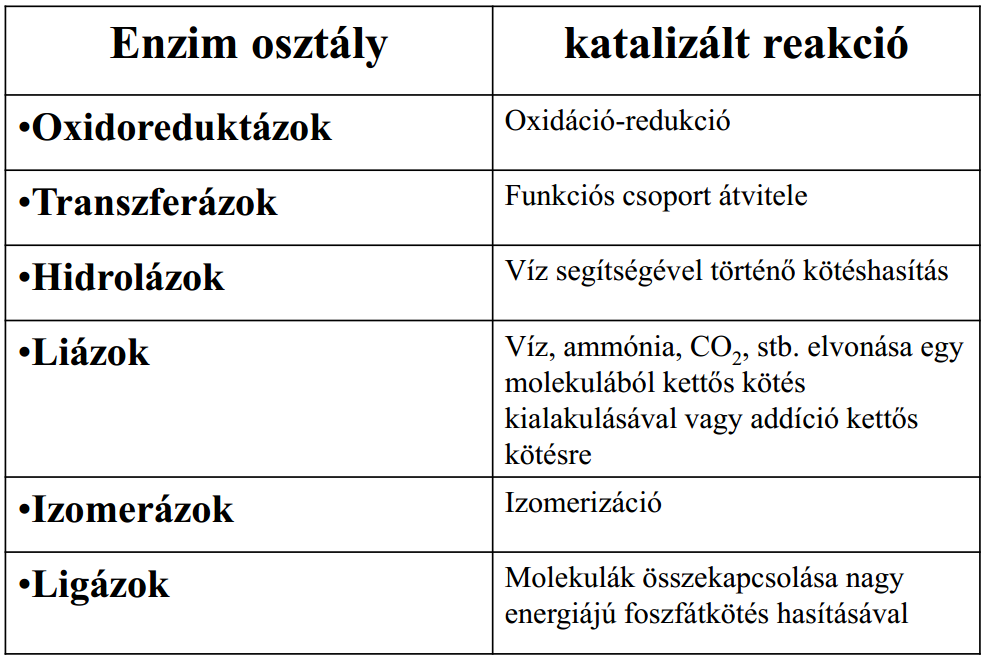 Enzim osztály
katalizált reakció
•Oxidoreduktázok
Oxidáció-redukció
•Transzferázok
Funkciós csoport átvitele
•Hidrolázok
Víz segítségével történő kötéshasítás
•Liázok
Víz, ammónia, CO₂, stb. elvonása egy
molekulából kettős kötés
kialakulásával vagy addíció kettős
kötésre
•Izomerázok
Izomerizáció
•Ligázok
Molekulák összekapcsolása nagy
energiájú foszfátkötés hasításával